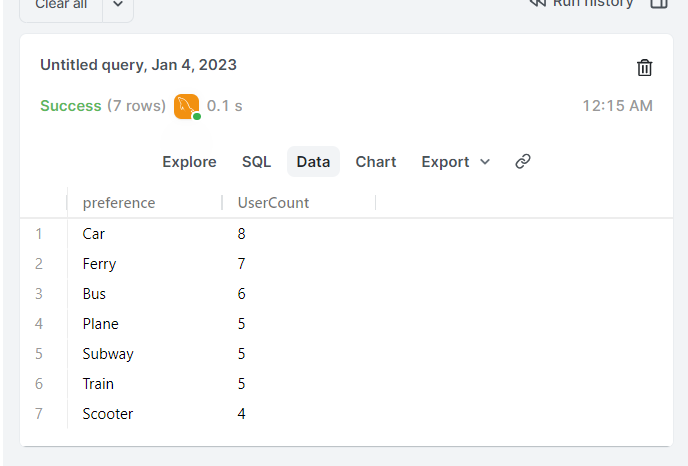 Clear all
Run history
Untitled query, Jan 4, 2023
Success (7 rows) 0.1 s 12:15 AM
Explore SQL Data Chart Export
preference UserCount
1 Car 8
2 Ferry 7
3 Bus 6
4 Plane 5
5 Subway 5
6 Train 5
7 Scooter 4